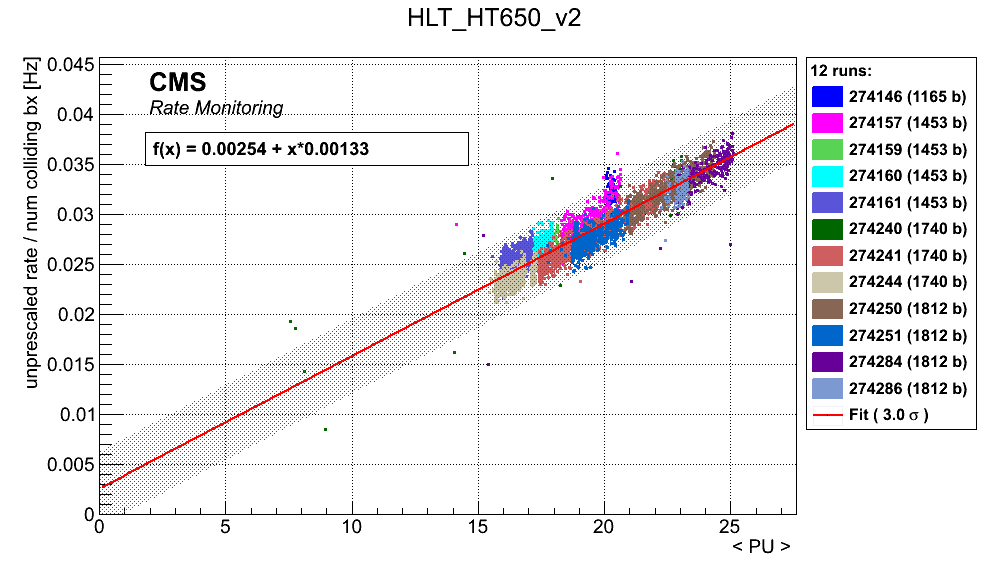 HLT_HT650_v2
unprescaled rate / num colliding bx [Hz]
0.045
0.04
0.035
0.03
0.025
0.02
0.015
0.01
0.005
0
CMS
Rate Monitoring
f(x) = 0.00254 + x*0.00133
0 5 10 15 20 25
< PU >
12 runs:
274146 (1165 b)
274157 (1453 b)
274159 (1453 b)
274160 (1453 b)
274161 (1453 b)
274240 (1740 b)
274241 (1740 b)
274244 (1740 b)
274250 (1812 b)
274251 (1812 b)
274284 (1812 b)
274286 (1812 b)
Fit ( 3.0 σ )